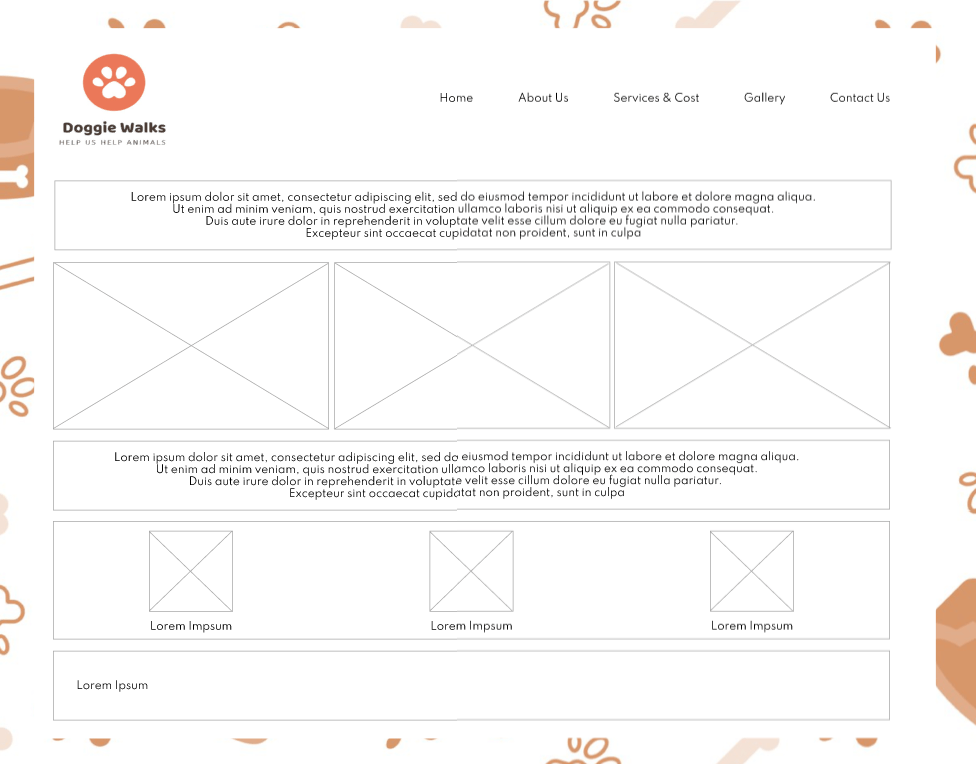 Doggie Walks
HELP US HELP ANIMALS
Home About Us Services & Cost Gallery Contact Us
Lorem ipsum dolor sit amet, consectetur adipiscing elit, sed do eiusmod tempor incididunt ut labore et dolore magna aliqua.
Ut enim ad minim veniam, quis nostrud exercitation ullamco laboris nisi ut aliquip ex ea commodo consequat.
Duis aute irure dolor in reprehenderit in voluptate velit esse cillum dolore eu fugiat nulla pariatur.
Excepteur sint occaecat cupidatat non proident, sunt in culpa
Lorem ipsum dolor sit amet, consectetur adipiscing elit, sed do eiusmod tempor incididunt ut labore et dolore magna aliqua.
Ut enim ad minim veniam, quis nostrud exercitation ullamco laboris nisi ut aliquip ex ea commodo consequat.
Duis aute irure dolor in reprehenderit in voluptate velit esse cillum dolore eu fugiat nulla pariatur.
Excepteur sint occaecat cupidatat non proident, sunt in culpa
Lorem Impsum Lorem Impsum Lorem Impsum
Lorem Ipsum